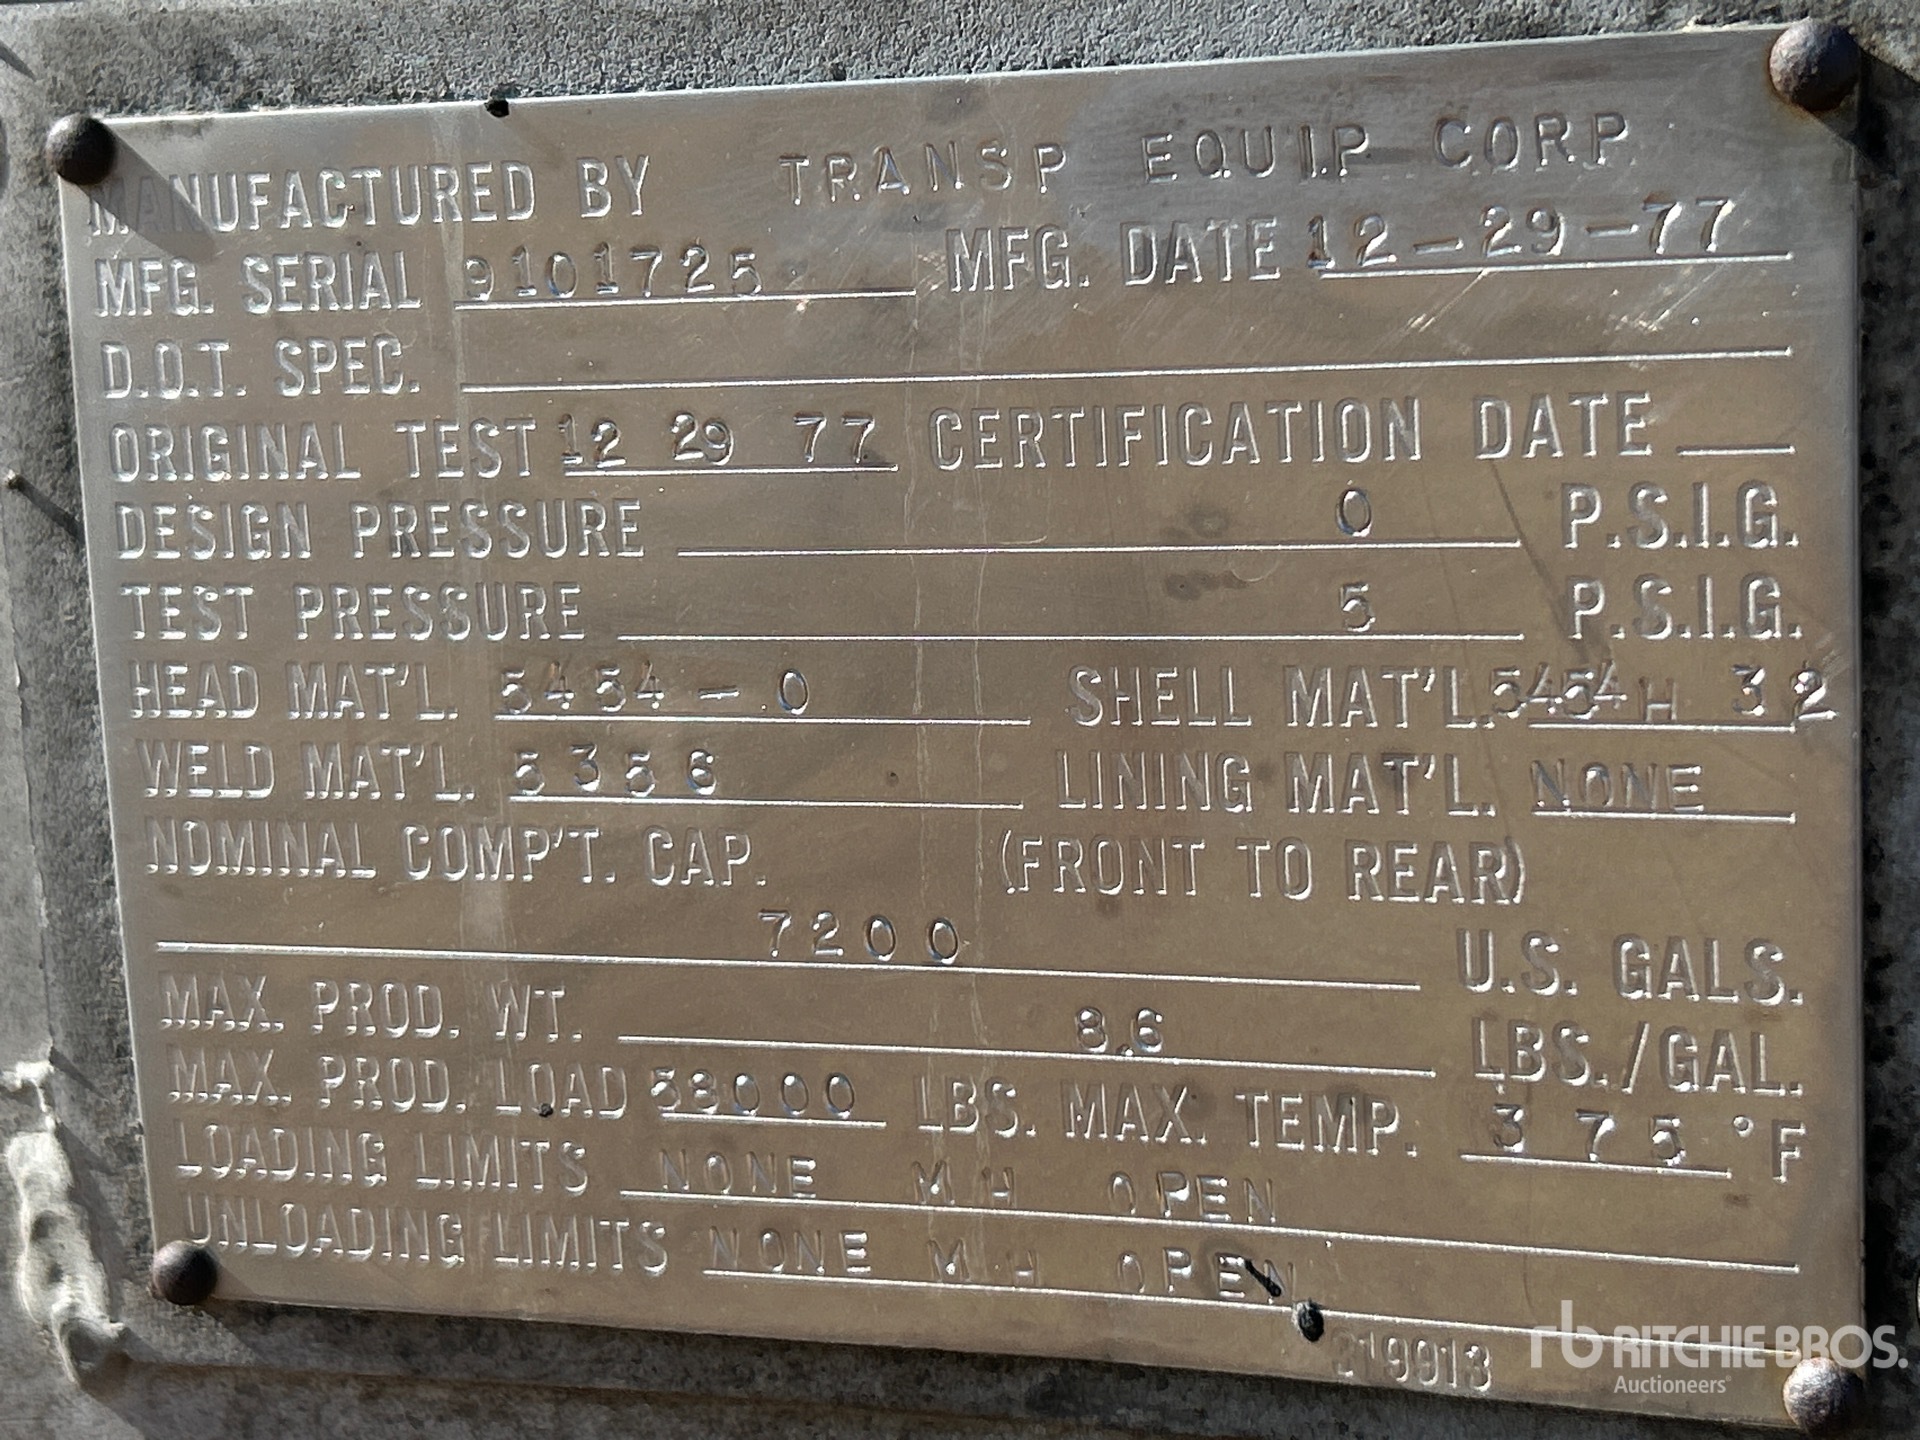 MANUFACTURED BY TRANSP EQUIP CORP
MFG. SERIAL 9101725 MFG. DATE 12-29-77
D.O.T. SPEC.
ORIGINAL TEST 12 29 77 CERTIFICATION DATE
DESIGN PRESSURE 0 P.S.I.G.
TEST PRESSURE 5 P.S.I.G.
HEAD MAT'L. 5454-0 SHELL MAT'L. 5454 H 32
WELD MAT'L. 5356 LINING MAT'L. NONE
NOMINAL COMP'T. CAP. (FRONT TO REAR)
7200 U.S. GALS.
MAX. PROD. WT. 8.6 LBS./GAL.
MAX. PROD. LOAD 58000 LBS. MAX. TEMP. 375 °F
LOADING LIMITS NONE MH OPEN
UNLOADING LIMITS NONE MH OPEN
rb RITCHIE BROS.
Auctioneers